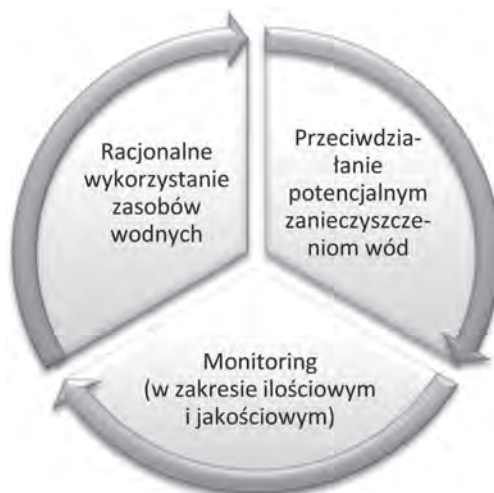 Racjonalne
wykorzystanie
zasobów
wodnych
Przeciwdzia-
łanie
potencjalnym
zanieczyszcze-
niom wód
Monitoring
(w zakresie ilościowym
i jakościowym)